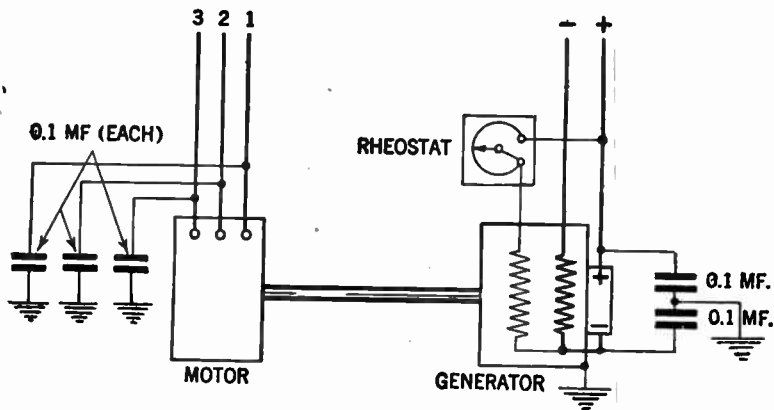 3 2 1
- +
0.1 MF (EACH)
RHEOSTAT
+
-
0.1 MF.
0.1 MF.
MOTOR
GENERATOR